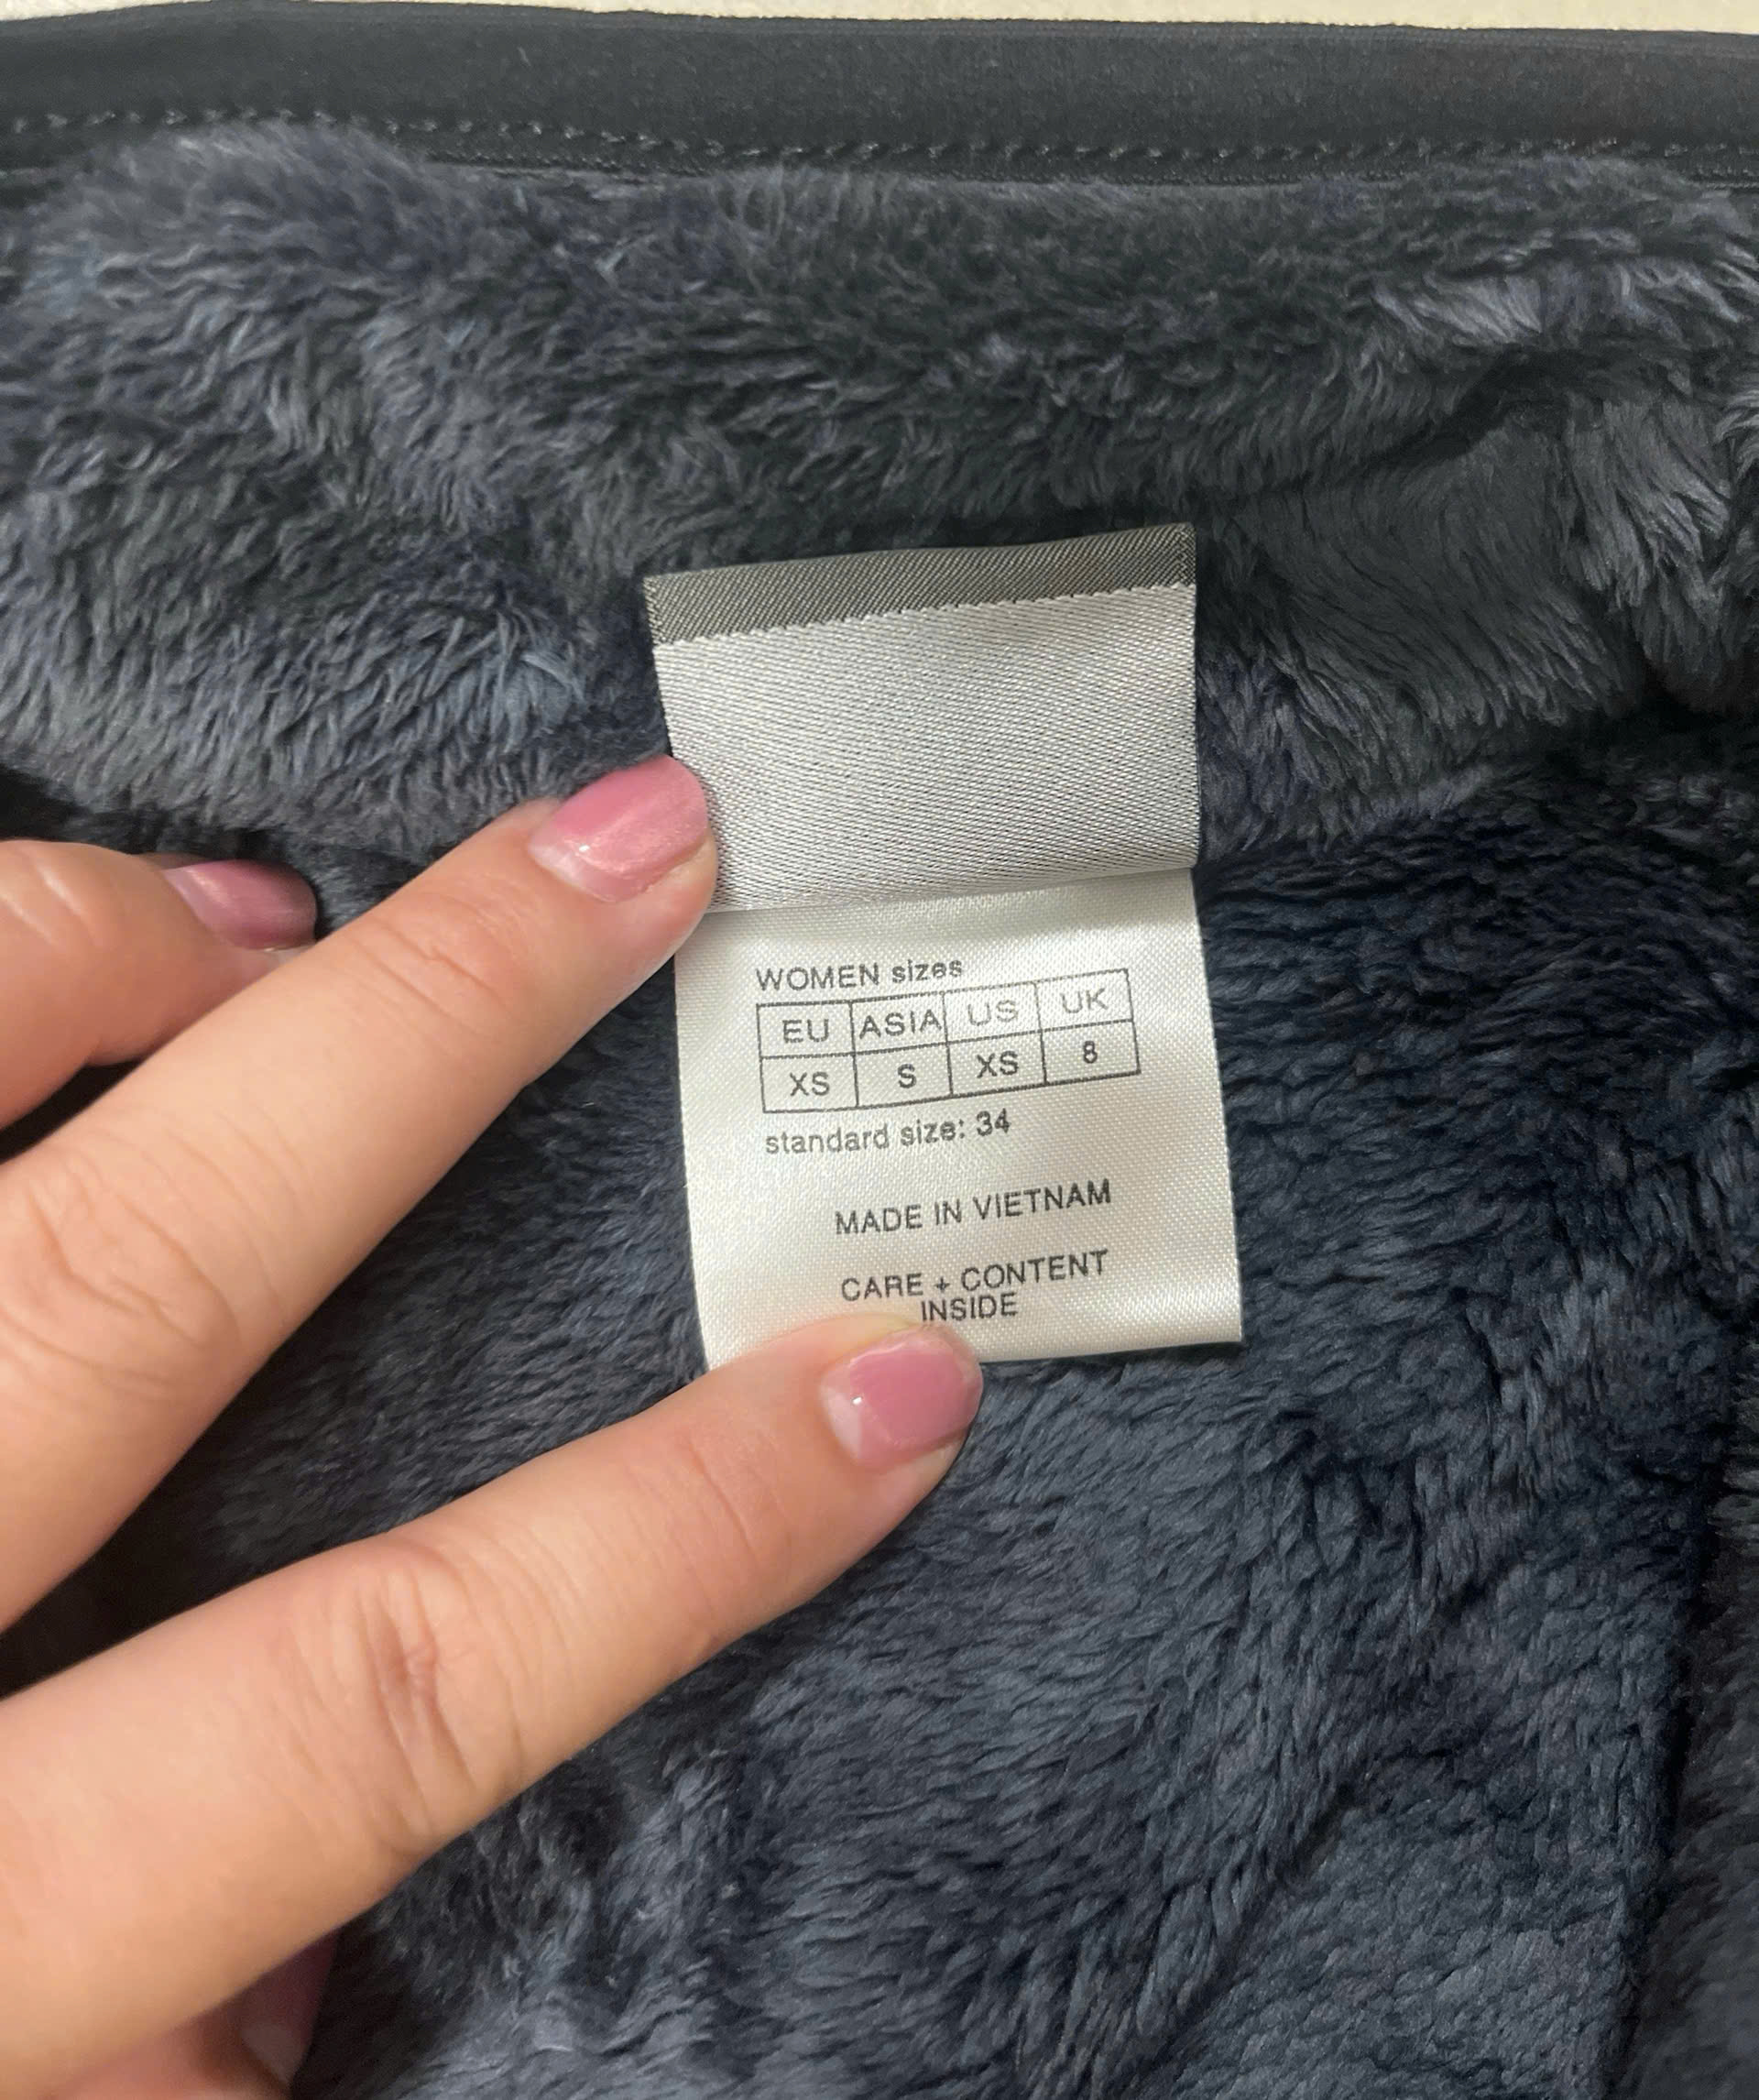 WOMEN sizes
EU ASIA US UK
XS S XS 8
standard size: 34
MADE IN VIETNAM
CARE + CONTENT
INSIDE